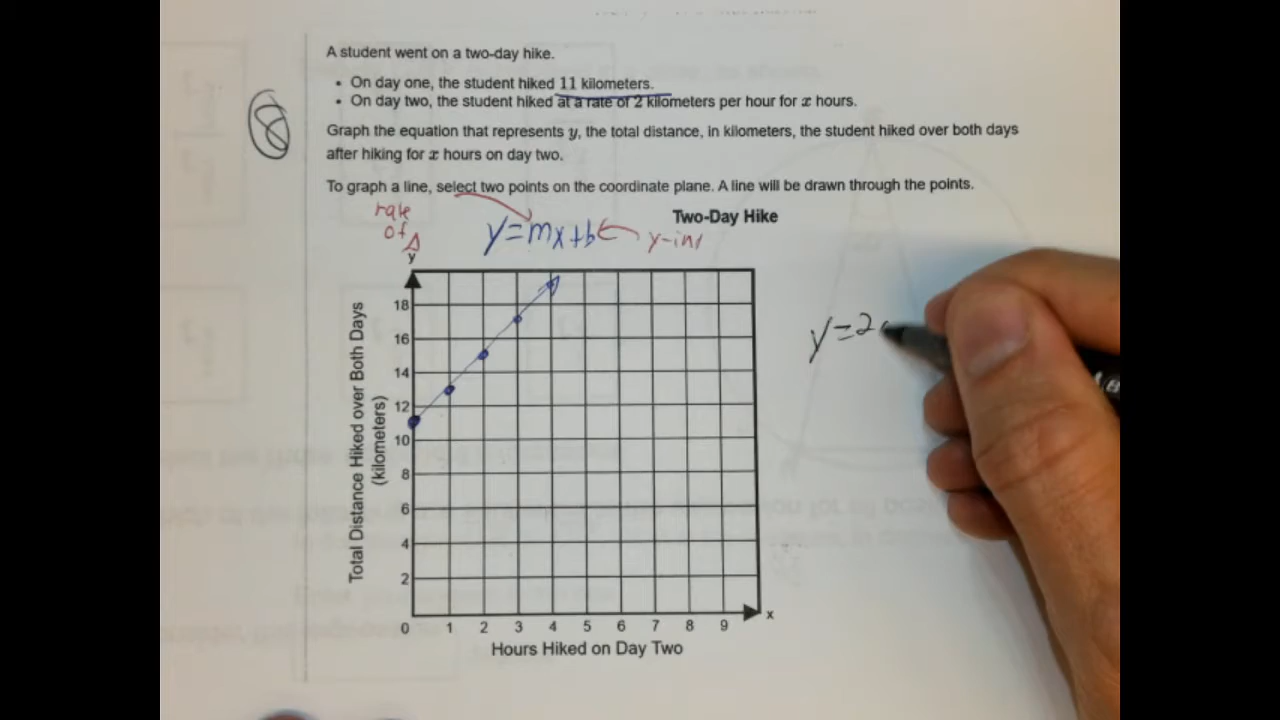 A student went on a two-day hike.
• On day one, the student hiked 11 kilometers.
• On day two, the student hiked at a rate of 2 kilometers per hour for x hours.
8
Graph the equation that represents y, the total distance, in kilometers, the student hiked over both days
after hiking for x hours on day two.
To graph a line, select two points on the coordinate plane. A line will be drawn through the points.
rate
of Δ
y=mx+b
y-int
Two-Day Hike
y
Total Distance Hiked over Both Days
(kilometers)
18
16
14
12
10
8
6
4
2
0 1 2 3 4 5 6 7 8 9
x
Hours Hiked on Day Two
y=2